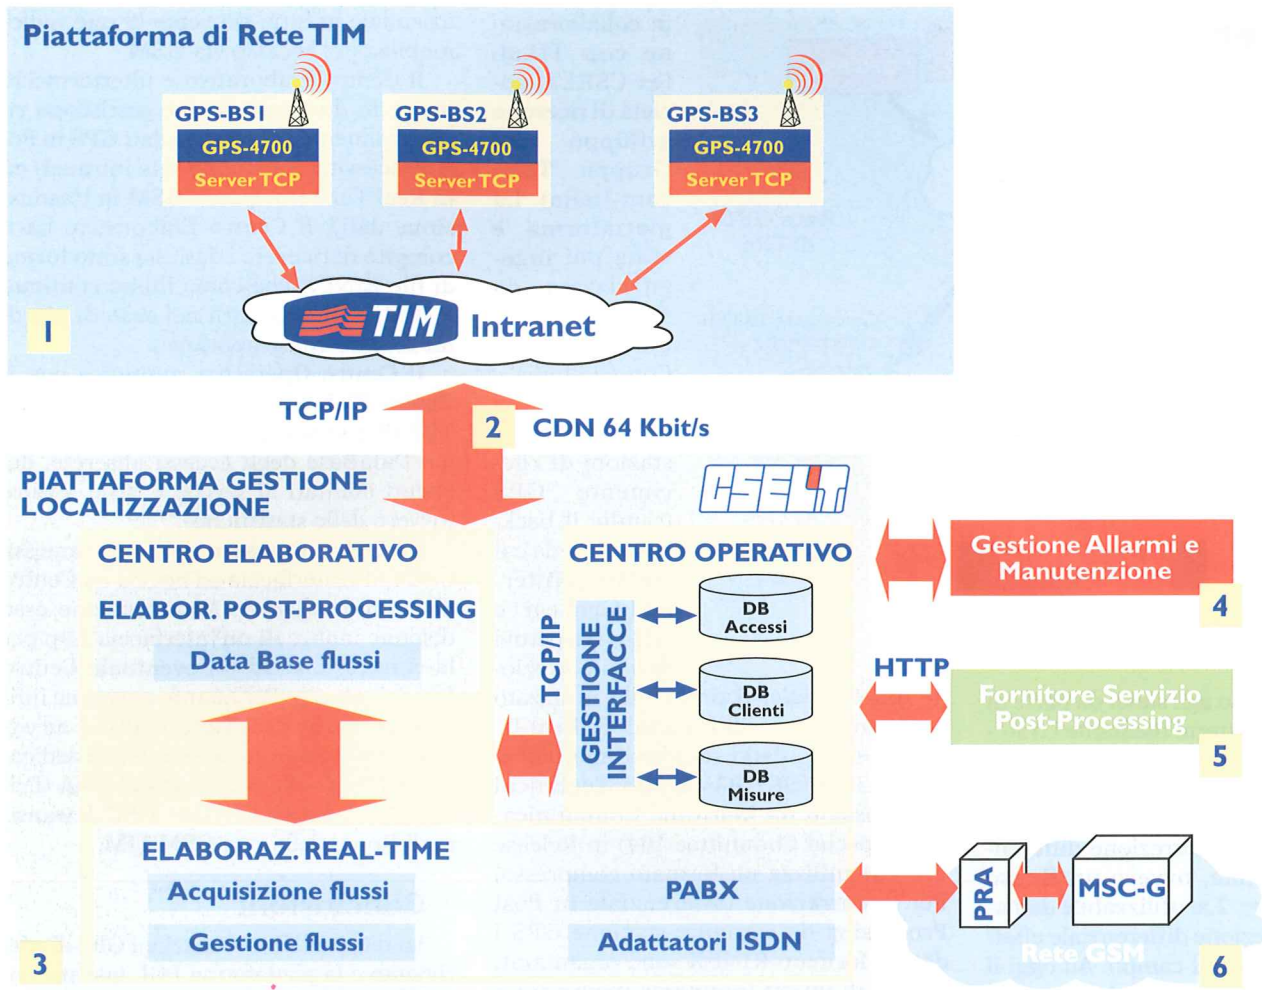 Piattaforma di Rete TIM
GPS-BS1
GPS-4700
Server TCP
GPS-BS2
GPS-4700
Server TCP
GPS-BS3
GPS-4700
Server TCP
TIM Intranet
1
TCP/IP
2
CDN 64 Kbit/s
PIATTAFORMA GESTIONE
LOCALIZZAZIONE
CSELT
CENTRO ELABORATIVO
ELABOR. POST-PROCESSING
Data Base flussi
TCP/IP
CENTRO OPERATIVO
GESTIONE
INTERFACCE
DB
Accessi
DB
Clienti
DB
Misure
Gestione Allarmi e
Manutenzione
4
HTTP
Fornitore Servizio
Post-Processing
5
ELABORAZ. REAL-TIME
Acquisizione flussi
Gestione flussi
3
PABX
Adattatori ISDN
PRA
MSC-G
Rete GSM
6